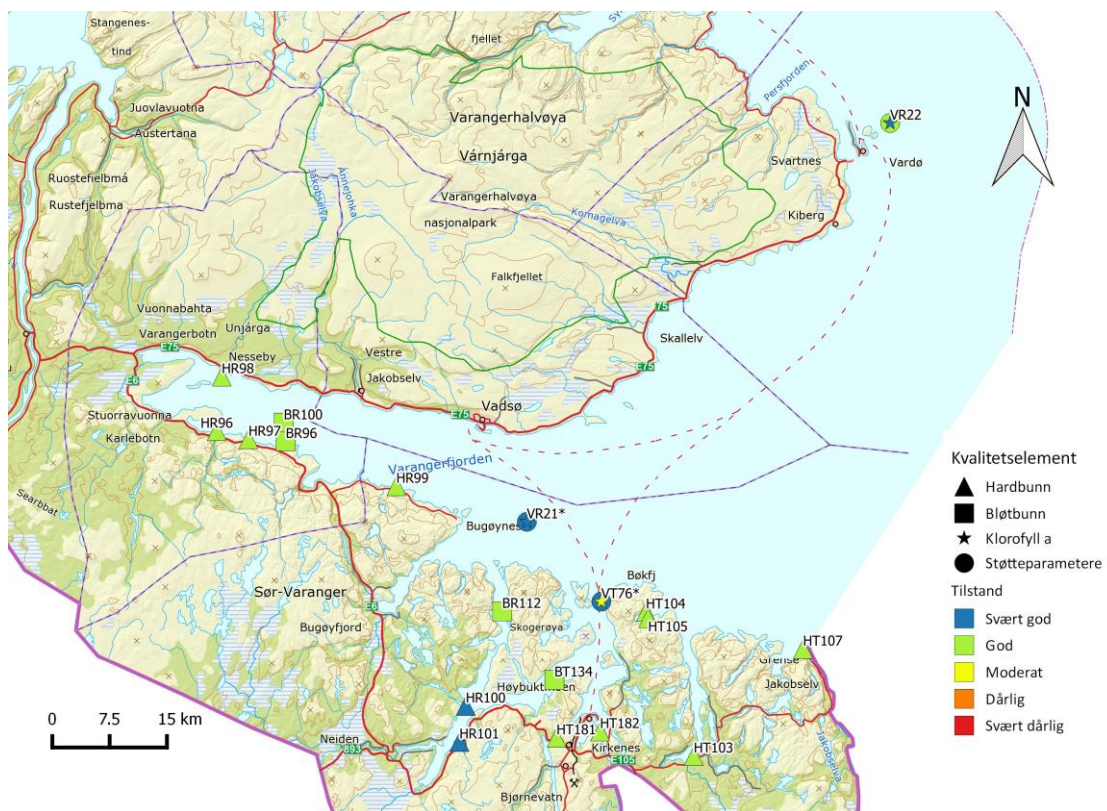 Stangenes-
tind
fjellet
Persfjorden
VR22
N
Juovlavuotna
Austertana
Varangerhalvøya
Várnjárga
Svartnes
Vardø
Ruostefielbmá
Rustefjelbma
Jakobselva
Varangerhalvøya
nasjonalpark
Komagelva
Kiberg
Falkfjellet
Vuonnabahta
Varangerbotn
Unjárga
E75
Nesseby
Vestre
Jakobselv
E75
Skallelv
E75
E6
HR98
E75
Vadsø
Stuorravuonna
Karlebotn
HR96
HR97
BR100
BR96
Varangerfjorden
HR99
Kvalitetselement
Hardbunn
Bløtbunn
Klorofyll a
Støtteparametere
Bugøynes
VR21*
Tilstand
Svært god
God
Moderat
Dårlig
Svært dårlig
Sør-Varanger
E6
Bugøyfjord
BR112
Skogerøya
Bøkfj
VT76*
HT104
HT105
HT107
Grense
Jakobselv
BT134
HR100
HR101
Neiden
893
HT181
HT182
Kirkenes
E105
HT103
Jakobselva
Bjørnevatn
0 7,5 15 km